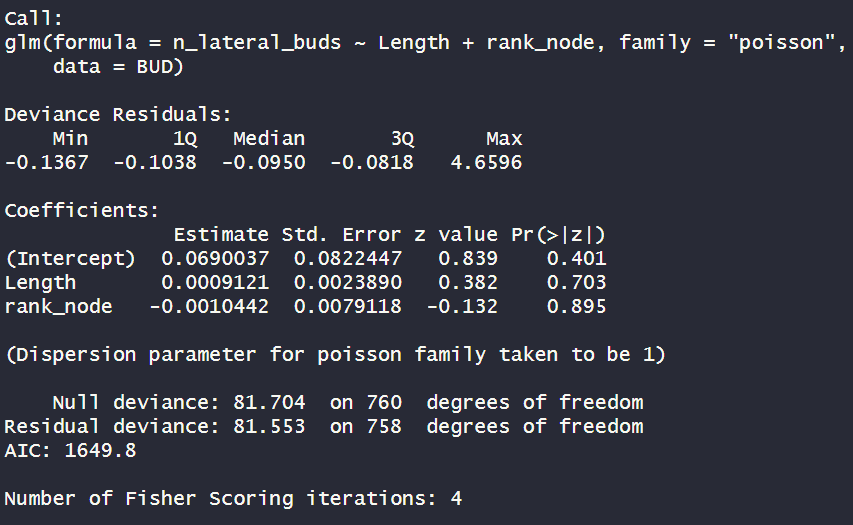 Call:
glm(formula = n_lateral_buds ~ Length + rank_node, family = "poisson",
    data = BUD)

Deviance Residuals:
    Min       1Q   Median       3Q      Max
-0.1367  -0.1038  -0.0950  -0.0818   4.6596

Coefficients:
              Estimate Std. Error z value Pr(>|z|)
(Intercept)  0.0690037  0.0822447   0.839    0.401
Length       0.0009121  0.0023890   0.382    0.703
rank_node   -0.0010442  0.0079118  -0.132    0.895

(Dispersion parameter for poisson family taken to be 1)

    Null deviance: 81.704  on 760  degrees of freedom
Residual deviance: 81.553  on 758  degrees of freedom
AIC: 1649.8

Number of Fisher Scoring iterations: 4